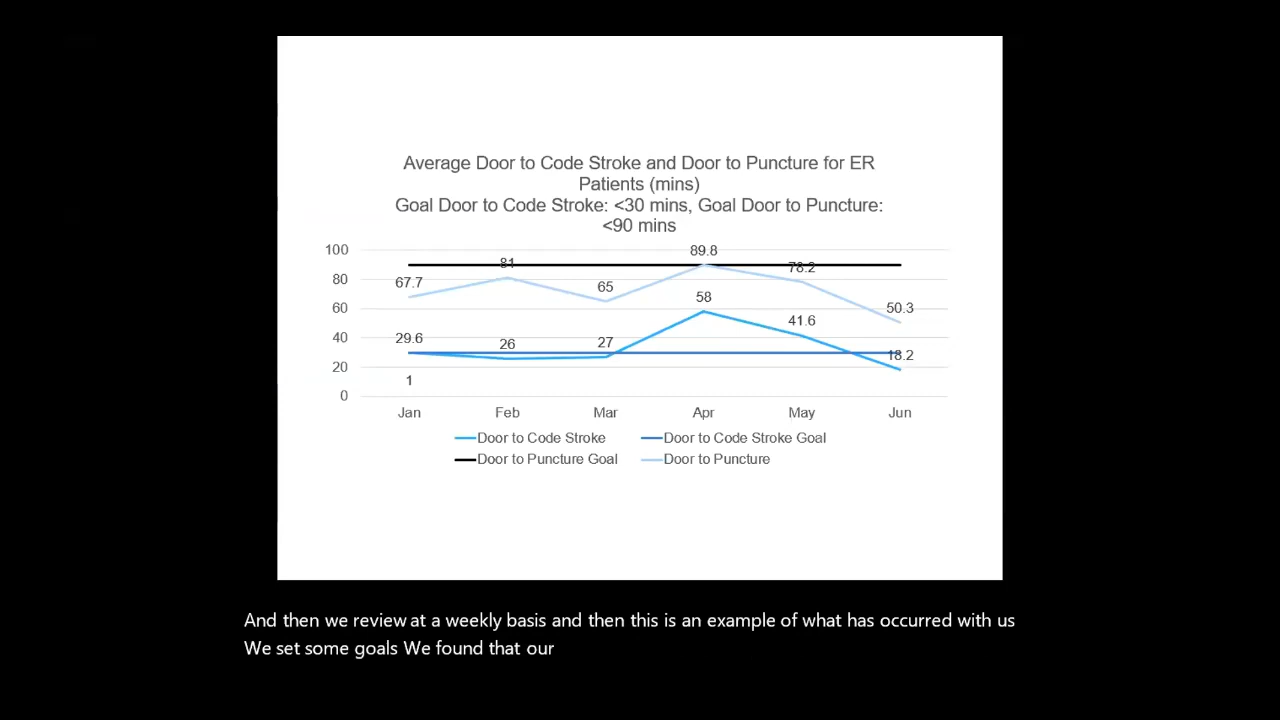 Average Door to Code Stroke and Door to Puncture for ER
Patients (mins)
Goal Door to Code Stroke: <30 mins, Goal Door to Puncture:
<90 mins
100
80
60
40
20
0
67.7
81
65
89.8
78.2
50.3
29.6
26
27
58
41.6
18.2
1
Jan Feb Mar Apr May Jun
Door to Code Stroke Door to Code Stroke Goal
Door to Puncture Goal Door to Puncture
And then we review at a weekly basis and then this is an example of what has occurred with us
We set some goals We found that our